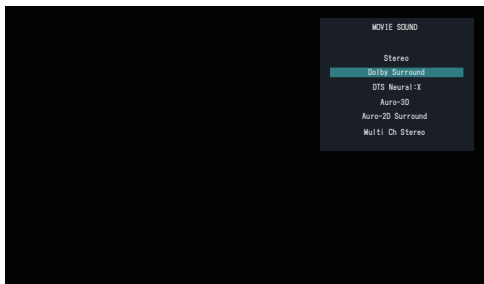 MOVIE SOUND
Stereo
Dolby Surround
DTS Neural:X
Auro-3D
Auro-2D Surround
Multi Ch Stereo